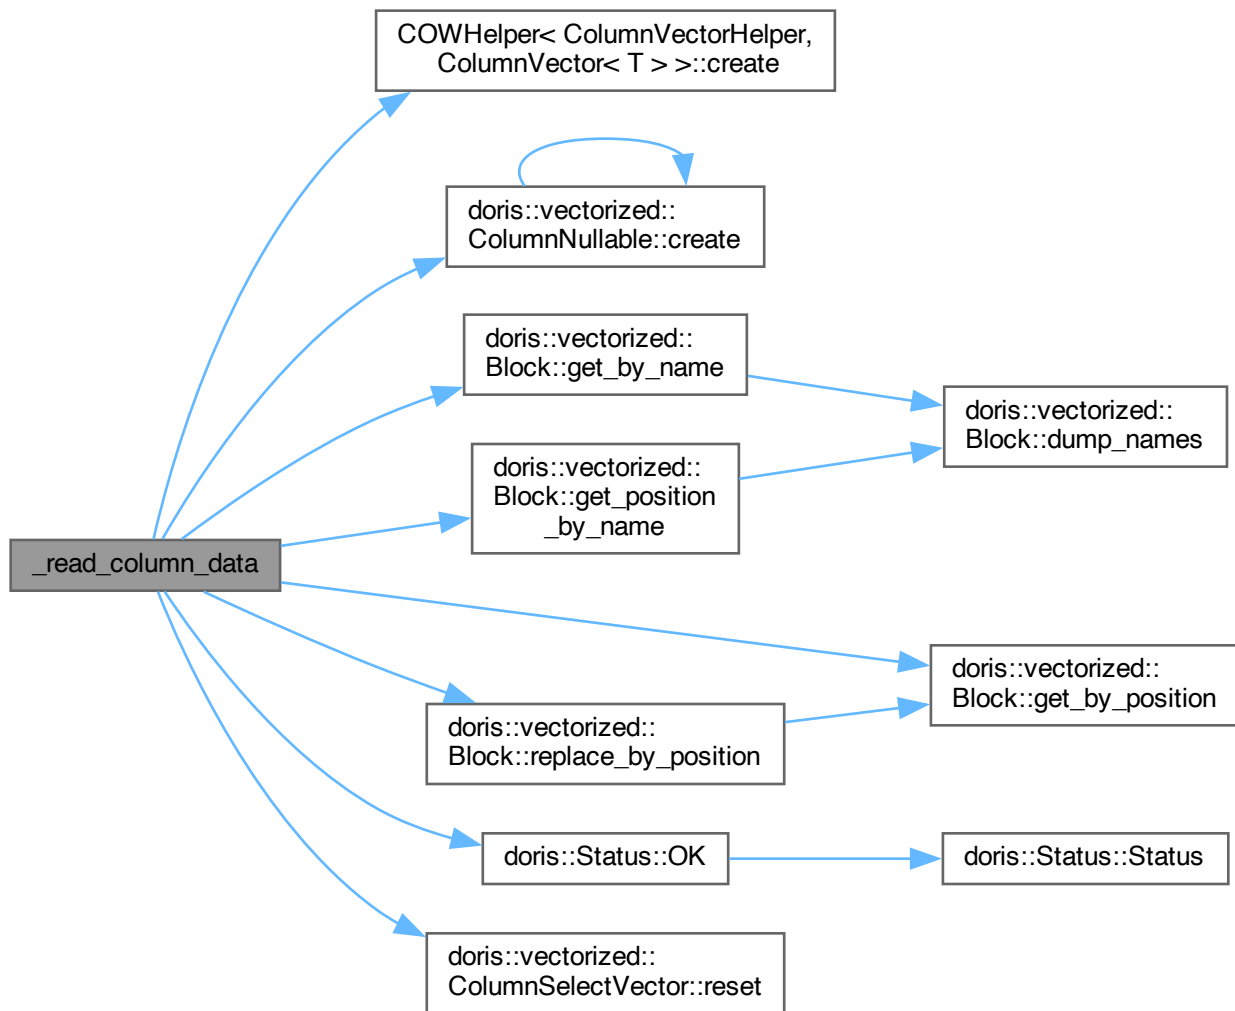 COWHelper< ColumnVectorHelper,
ColumnVector< T > >::create
doris::vectorized::
ColumnNullable::create
doris::vectorized::
Block::get_by_name
doris::vectorized::
Block::dump_names
doris::vectorized::
Block::get_position
_by_name
_read_column_data
doris::vectorized::
Block::get_by_position
doris::vectorized::
Block::replace_by_position
doris::Status::OK
doris::Status::Status
doris::vectorized::
ColumnSelectVector::reset